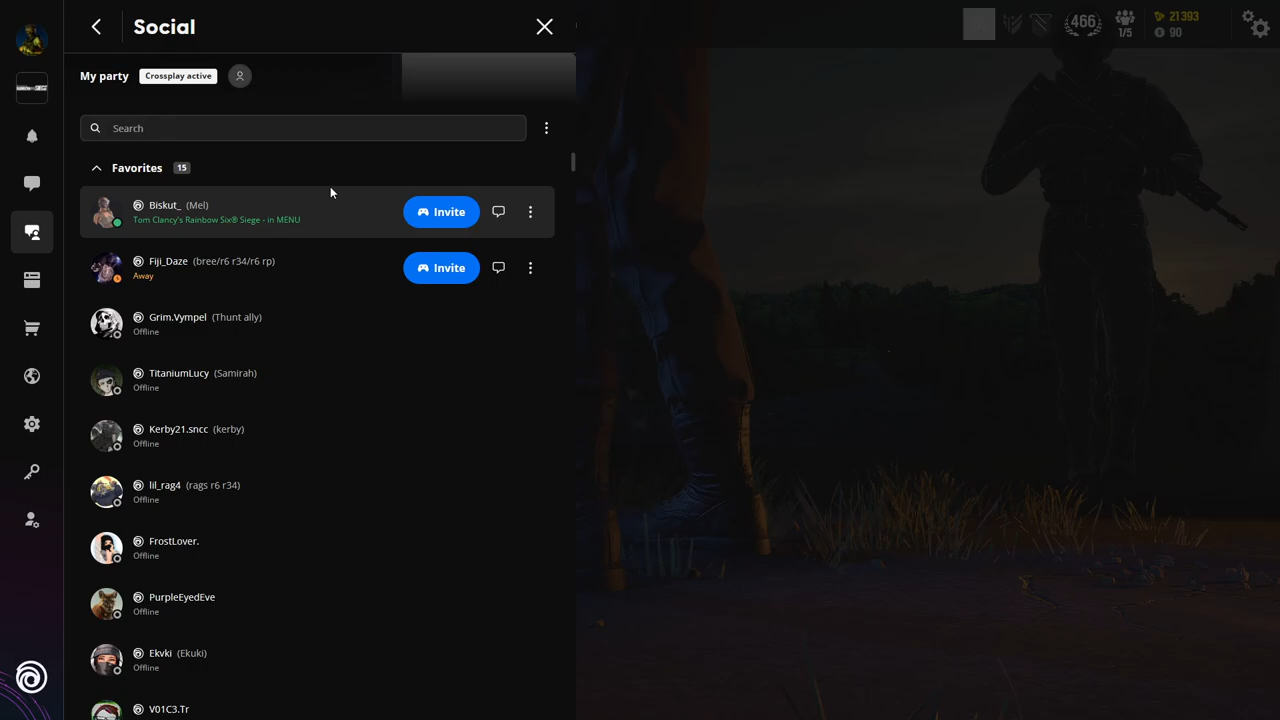 Social
466
1/5
21 393
90
My party
Crossplay active
Search
Favorites 15
Biskut_ (Mel)
Tom Clancy's Rainbow Six® Siege - in MENU
Invite
Fiji_Daze (bree/r6 r34/r6 rp)
Away
Invite
Grim.Vympel (Thunt ally)
Offline
TitaniumLucy (Samirah)
Offline
Kerby21.sncc (kerby)
Offline
lil_rag4 (rags r6 r34)
Offline
FrostLover.
Offline
PurpleEyedEve
Offline
Ekvki (Ekuki)
Offline
V01C3.Tr